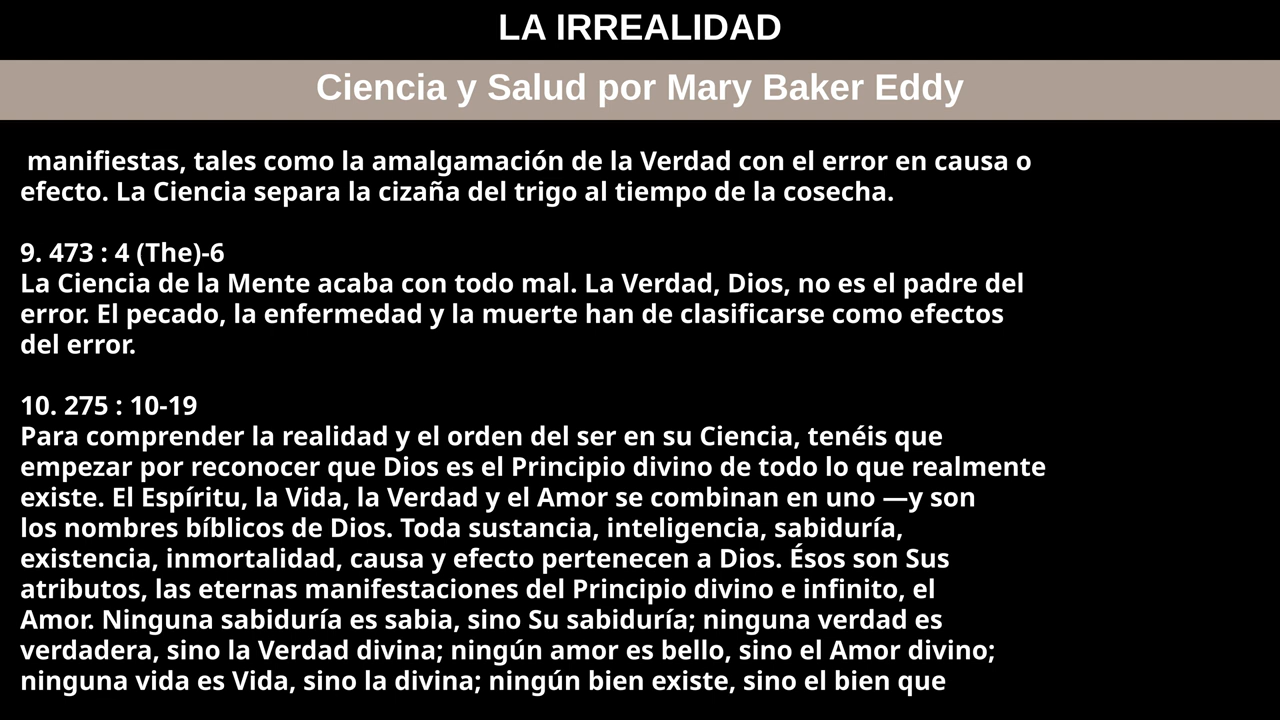 LA IRREALIDAD
Ciencia y Salud por Mary Baker Eddy
manifiestas, tales como la amalgamación de la Verdad con el error en causa o
efecto. La Ciencia separa la cizaña del trigo al tiempo de la cosecha.
9. 473 : 4 (The)-6
La Ciencia de la Mente acaba con todo mal. La Verdad, Dios, no es el padre del
error. El pecado, la enfermedad y la muerte han de clasificarse como efectos
del error.
10. 275 : 10-19
Para comprender la realidad y el orden del ser en su Ciencia, tenéis que
empezar por reconocer que Dios es el Principio divino de todo lo que realmente
existe. El Espíritu, la Vida, la Verdad y el Amor se combinan en uno —y son
los nombres bíblicos de Dios. Toda sustancia, inteligencia, sabiduría,
existencia, inmortalidad, causa y efecto pertenecen a Dios. Ésos son Sus
atributos, las eternas manifestaciones del Principio divino e infinito, el
Amor. Ninguna sabiduría es sabia, sino Su sabiduría; ninguna verdad es
verdadera, sino la Verdad divina; ningún amor es bello, sino el Amor divino;
ninguna vida es Vida, sino la divina; ningún bien existe, sino el bien que